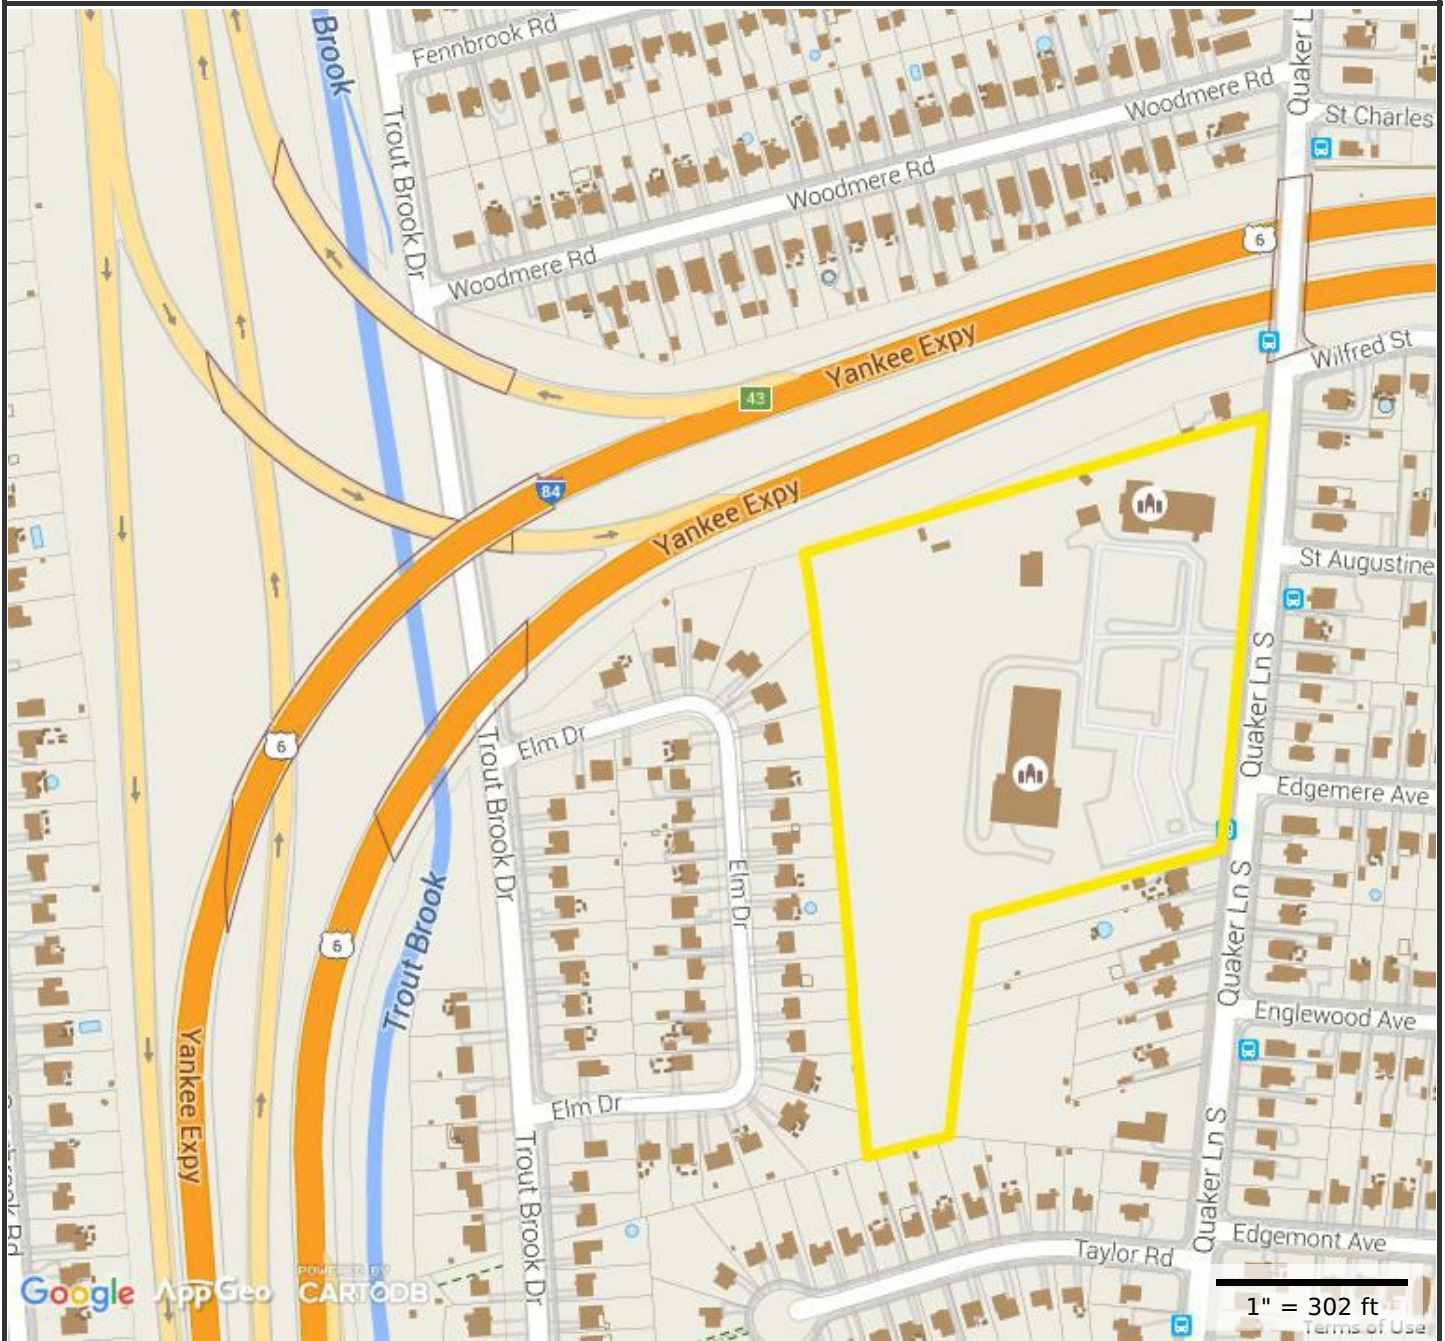 Brook
Fennbrook Rd
Quaker L
Woodmere Rd
St Charles
Trout Brook Dr
Woodmere Rd
6
Woodmere Rd
Yankee Expy
Wilfred St
43
84
Yankee Expy
St Augustine
Quaker Ln S
Elm Dr
6
Trout Brook Dr
Edgemere Ave
Elm Dr
Quaker Ln S
Trout Brook
6
Englewood Ave
Yankee Expy
Elm Dr
Quaker Ln S
Trout Brook Dr
Edgemont Ave
Taylor Rd
Google AppGeo
POWERED BY
CARTODB
1" = 302 ft
Terms of Use